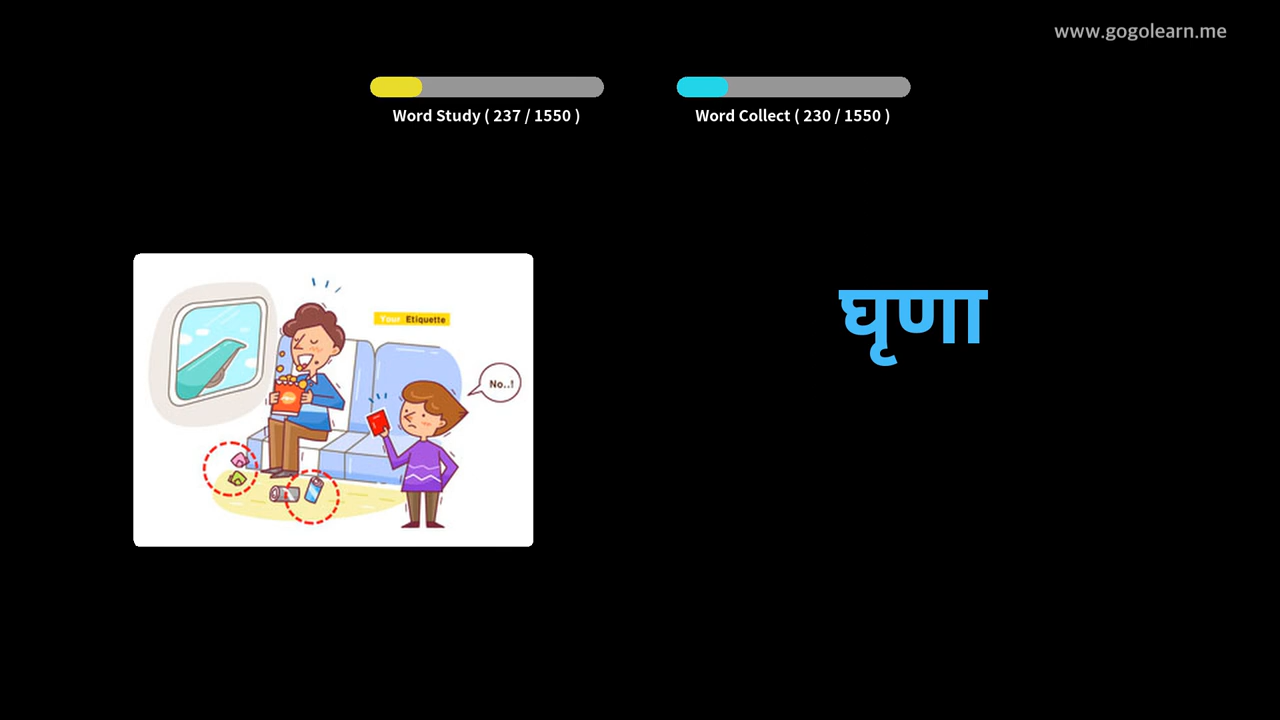 www.gogolearn.me
Word Study ( 237 / 1550 )
Word Collect ( 230 / 1550 )
घृणा
Your Etiquette
No..!